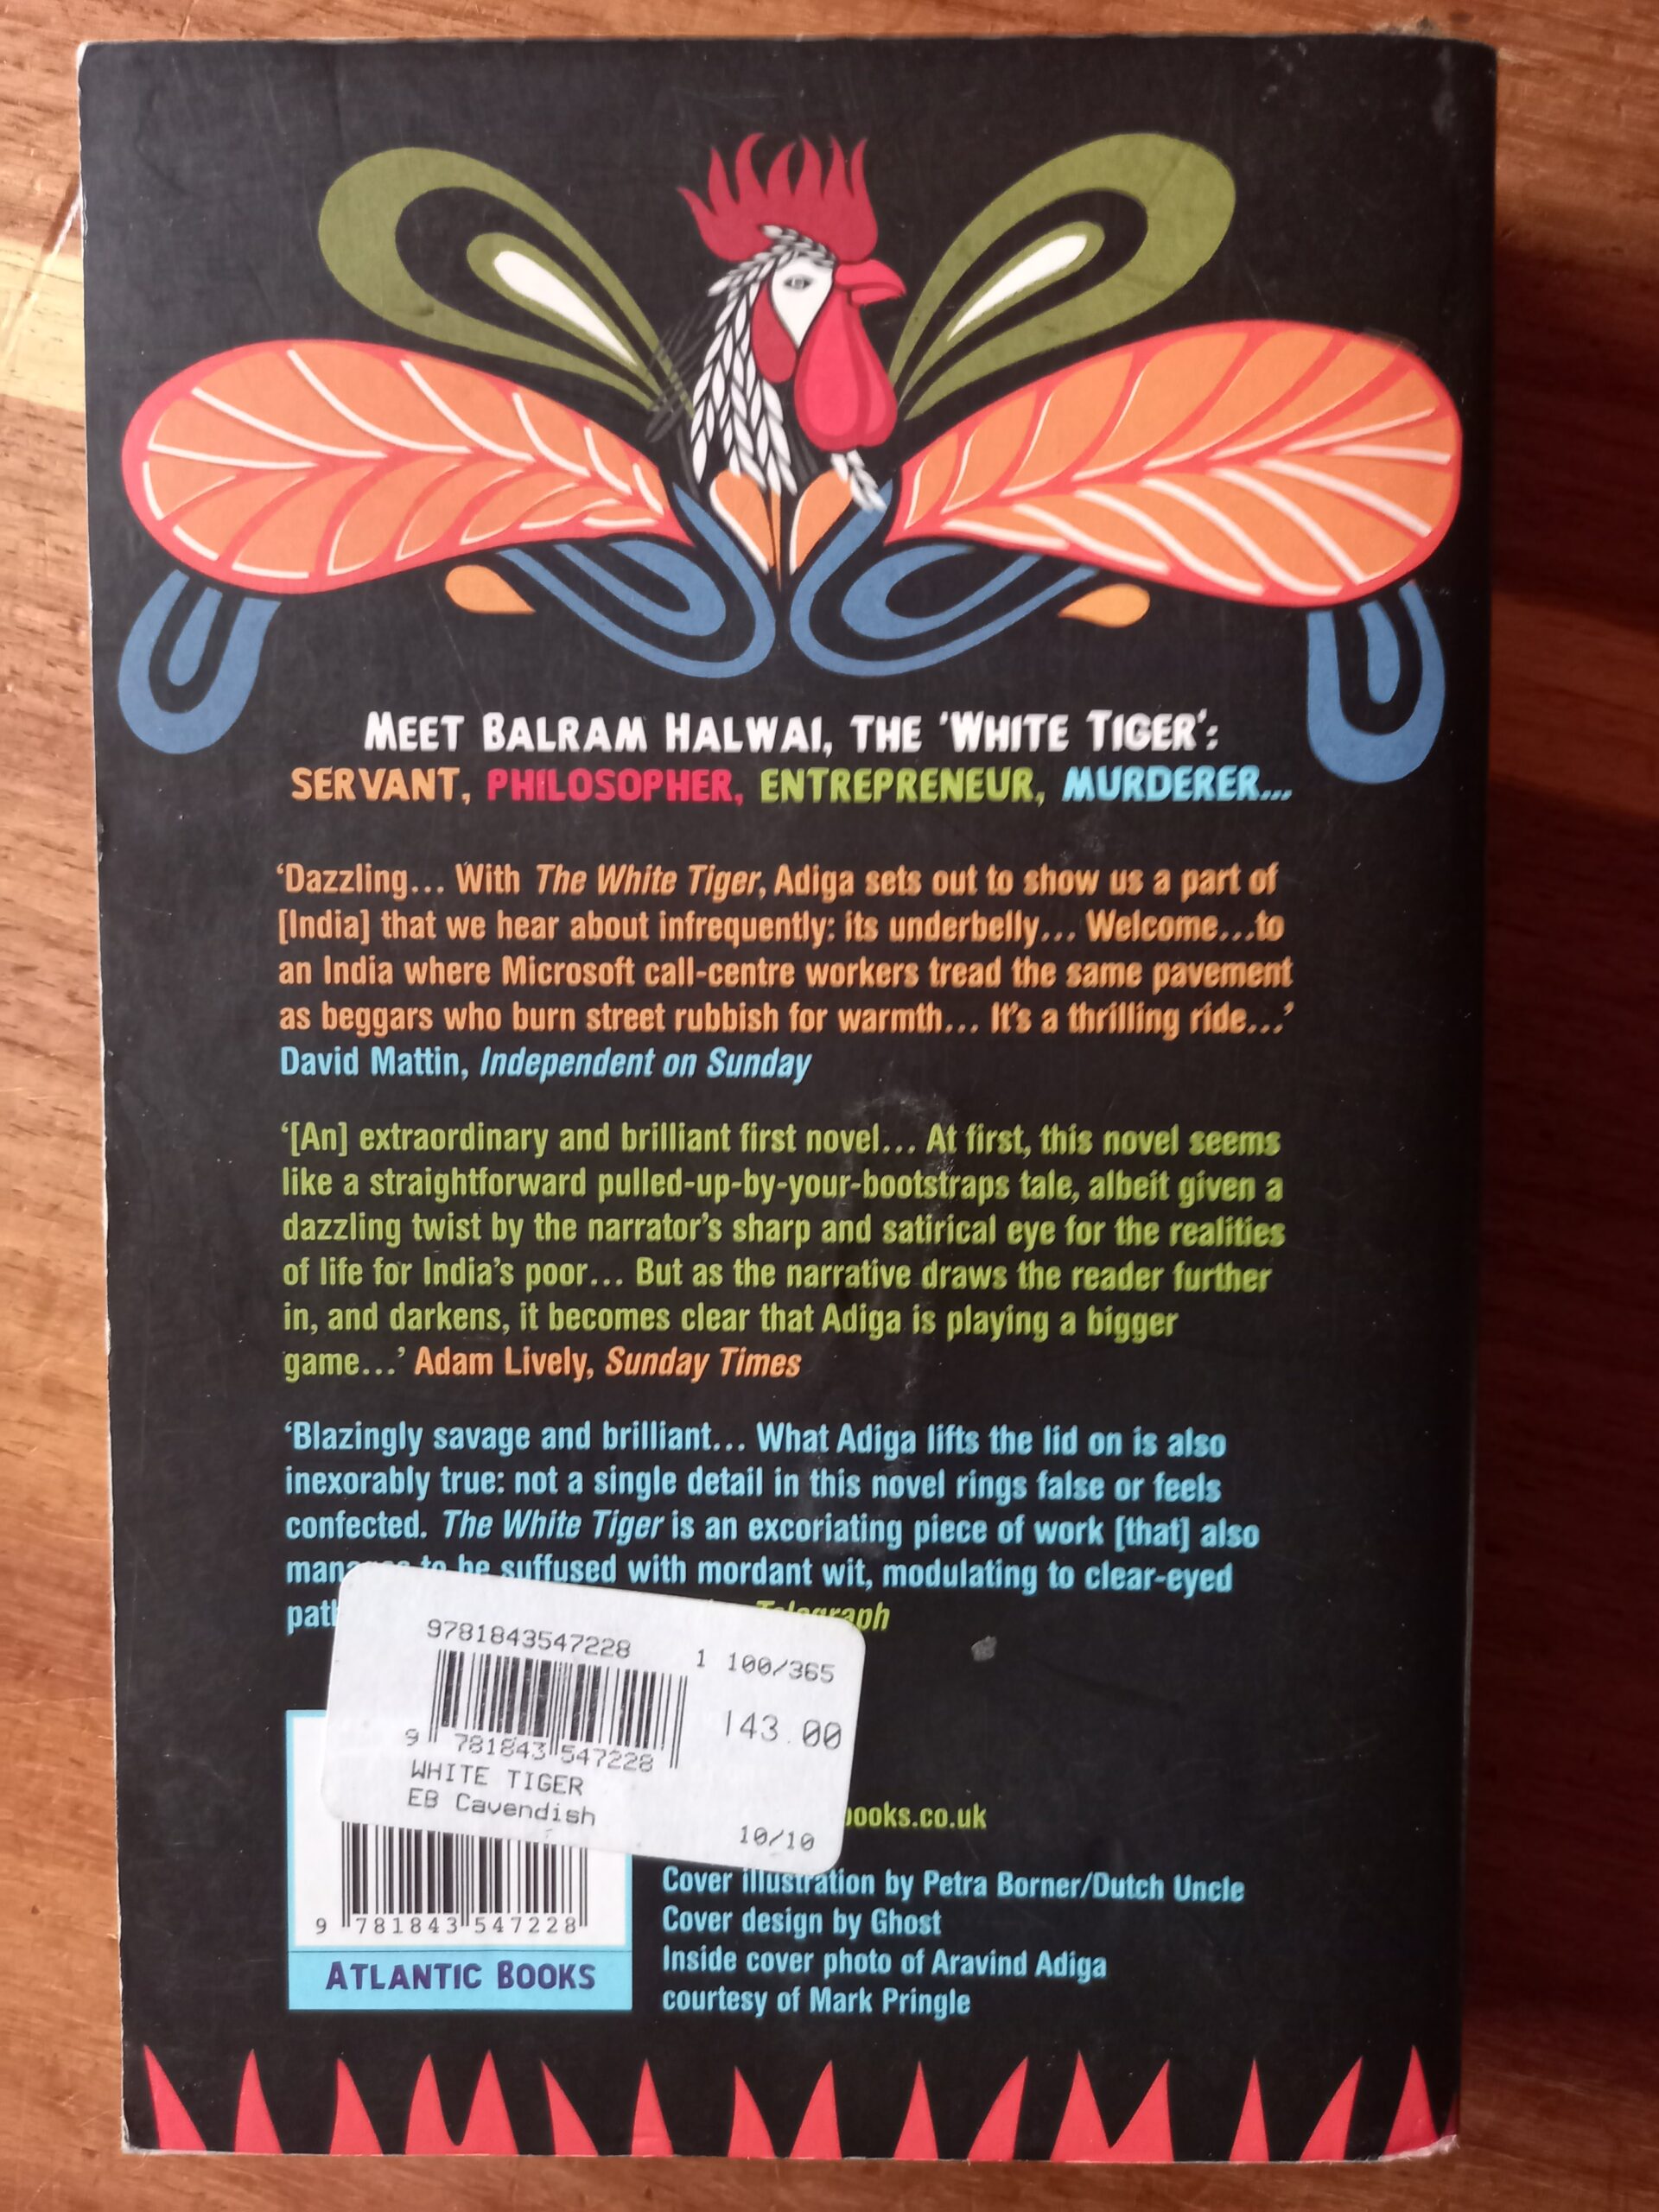 MEET BALRAM HALWAI, THE 'WHITE TIGER':
SERVANT, PHILOSOPHER, ENTREPRENEUR, MURDERER...
‘Dazzling... With The White Tiger, Adiga sets out to show us a part of
[India] that we hear about infrequently: its underbelly... Welcome...to
an India where Microsoft call-centre workers tread the same pavement
as beggars who burn street rubbish for warmth... It's a thrilling ride...’
David Mattin, Independent on Sunday
‘[An] extraordinary and brilliant first novel... At first, this novel seems
like a straightforward pulled-up-by-your-bootstraps tale, albeit given a
dazzling twist by the narrator's sharp and satirical eye for the realities
of life for India's poor... But as the narrative draws the reader further
in, and darkens, it becomes clear that Adiga is playing a bigger
game...’ Adam Lively, Sunday Times
‘Blazingly savage and brilliant... What Adiga lifts the lid on is also
inexorably true: not a single detail in this novel rings false or feels
confected. The White Tiger is an excoriating piece of work [that] also
to be suffused with mordant wit, modulating to clear-eyed
Telegraph
9781843547228
1 100/365
143.00
9 781843 547228
WHITE TIGER
EB Cavendish
10/10
books.co.uk
9 781843 547228
ATLANTIC BOOKS
Cover illustration by Petra Borner/Dutch Uncle
Cover design by Ghost
Inside cover photo of Aravind Adiga
courtesy of Mark Pringle